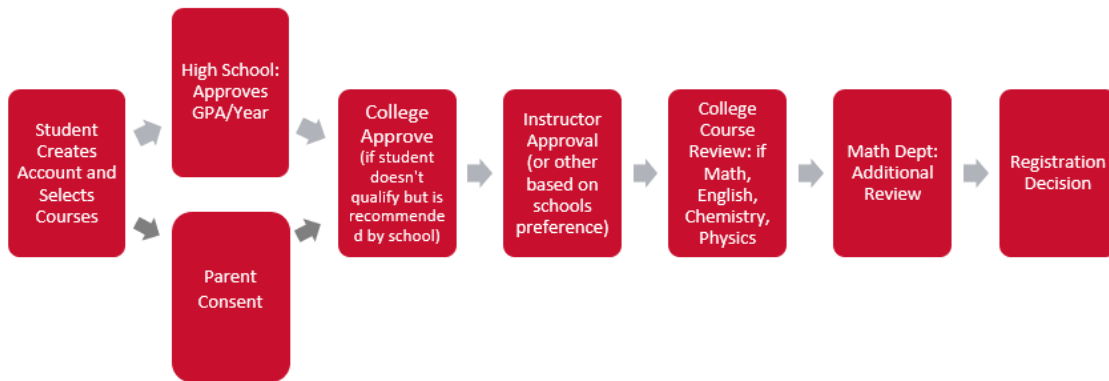 Student
Creates
Account and
Selects
Courses
High School:
Approves
GPA/Year
Parent
Consent
College
Approve
(if student
doesn't
qualify but is
recommende
d by school)
Instructor
Approval
(or other
based on
schools
preference)
College
Course
Review: if
Math,
English,
Chemistry,
Physics
Math Dept:
Additional
Review
Registration
Decision